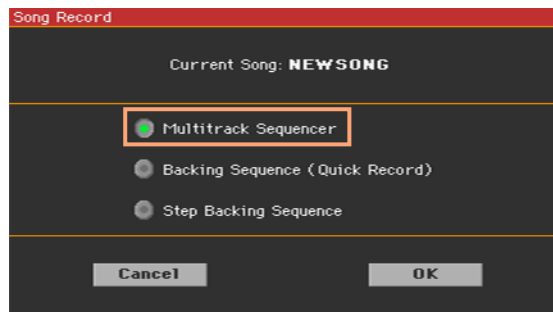 Song Record
Current Song: NEWSONG
Multitrack Sequencer
Backing Sequence (Quick Record)
Step Backing Sequence
Cancel OK